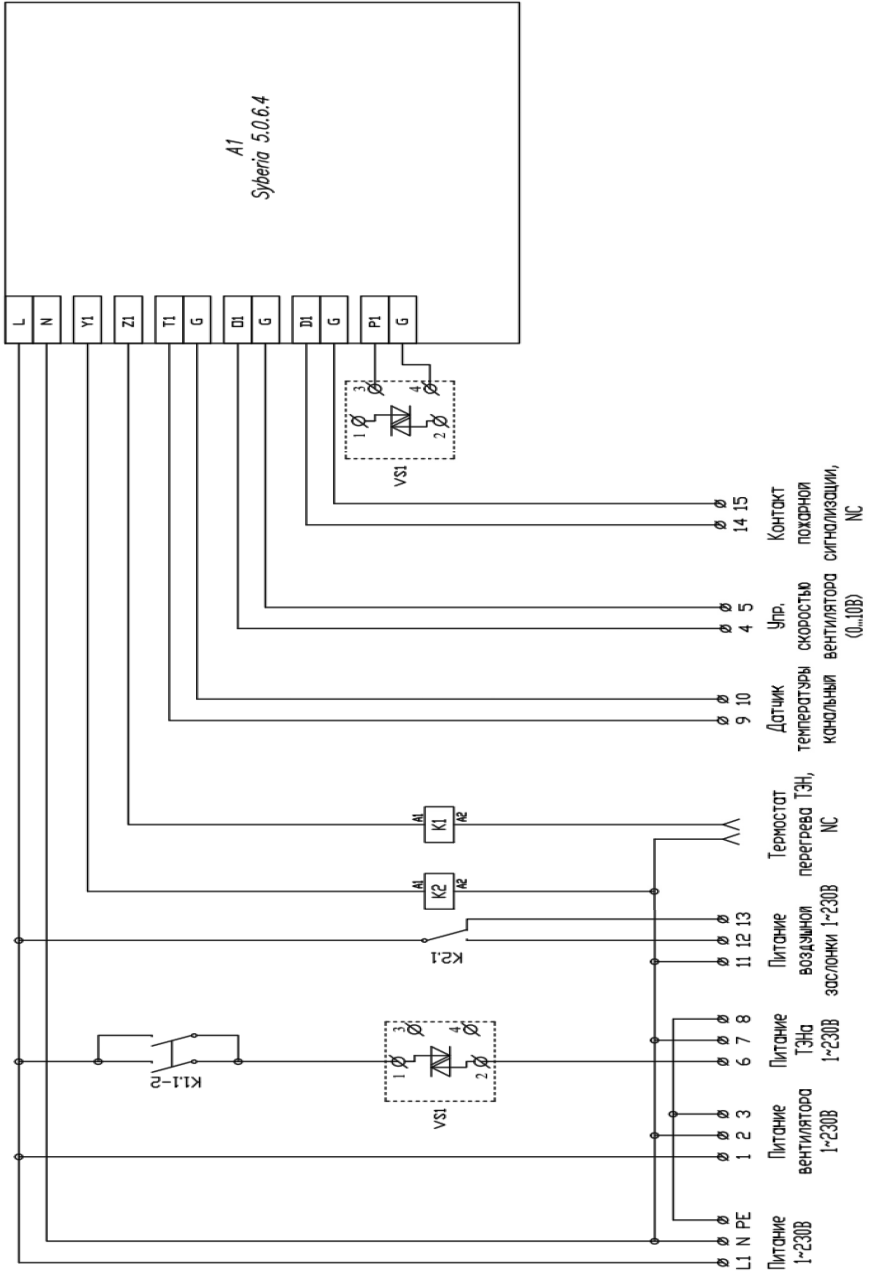 A1
Syberia 5.0.6.4
L
N
Y1
Z1
T1
G
O1
G
D1
G
P1
G
3
4
1
2
VS1
A1
K1
A2
A1
K2
A2
K2.1
K1.1-2
3
4
1
2
VS1
L1 N PE
Питание
1~230В
1 2 3
Питание
вентилятора
1~230В
6 7 8
Питание
ТЭНа
1~230В
11 12 13
Питание
воздушной
заслонки 1~230В
Термостат
перегрева ТЭН,
NC
9 10
Датчик
температуры
канальный
4 5
Упр.
скоростью
вентилятора
(0...10В)
14 15
Контакт
пожарной
сигнализации,
NC